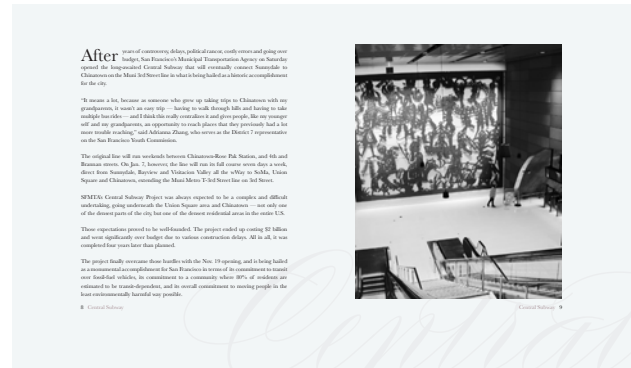 After years of controversy, delays, political rancor, costly errors and going over
budget, San Francisco's Municipal Transportation Agency on Saturday
opened the long-awaited Central Subway that will eventually connect Sunnydale to
Chinatown on the Muni 3rd Street line in what is being hailed as a historic accomplishment
for the city.
"It means a lot, because as someone who grew up taking trips to Chinatown with my
grandparents, it wasn't an easy trip — having to walk through hills and having to take
multiple bus rides — and I think this really centralizes it and gives people, like my younger
self and my grandparents, an opportunity to reach places that they previously had a lot
more trouble reaching," said Adrianna Zhang, who serves as the District 7 representative
on the San Francisco Youth Commission.
The original line will run weekends between Chinatown-Rose Pak Station, and 4th and
Brannan streets. On Jan. 7, however, the line will run its full course seven days a week,
direct from Sunnydale, Bayview and Visitacion Valley all the wWay to SoMa, Union
Square and Chinatown, extending the Muni Metro T-3rd Street line on 3rd Street.
SFMTA: Central Subway Project was always expected to be a complex and difficult
undertaking, going underneath the Union Square area and Chinatown — not only one
of the densest parts of the city, but one of the densest residential areas in the entire U.S.
Those expectations proved to be well-founded. The project ended up costing $2 billion
and went significantly over budget due to various construction delays. All in all, it was
completed four years later than planned.
The project finally overcame those hurdles with the Nov. 19 opening, and is being hailed
as a monumental accomplishment for San Francisco in terms of its commitment to transit
over fossil-fuel vehicles, its commitment to a community where 80% of residents are
estimated to be transit-dependent, and its overall commitment to moving people in the
least-environmentally harmful way possible.
8 Central Subway
Central Subway 9